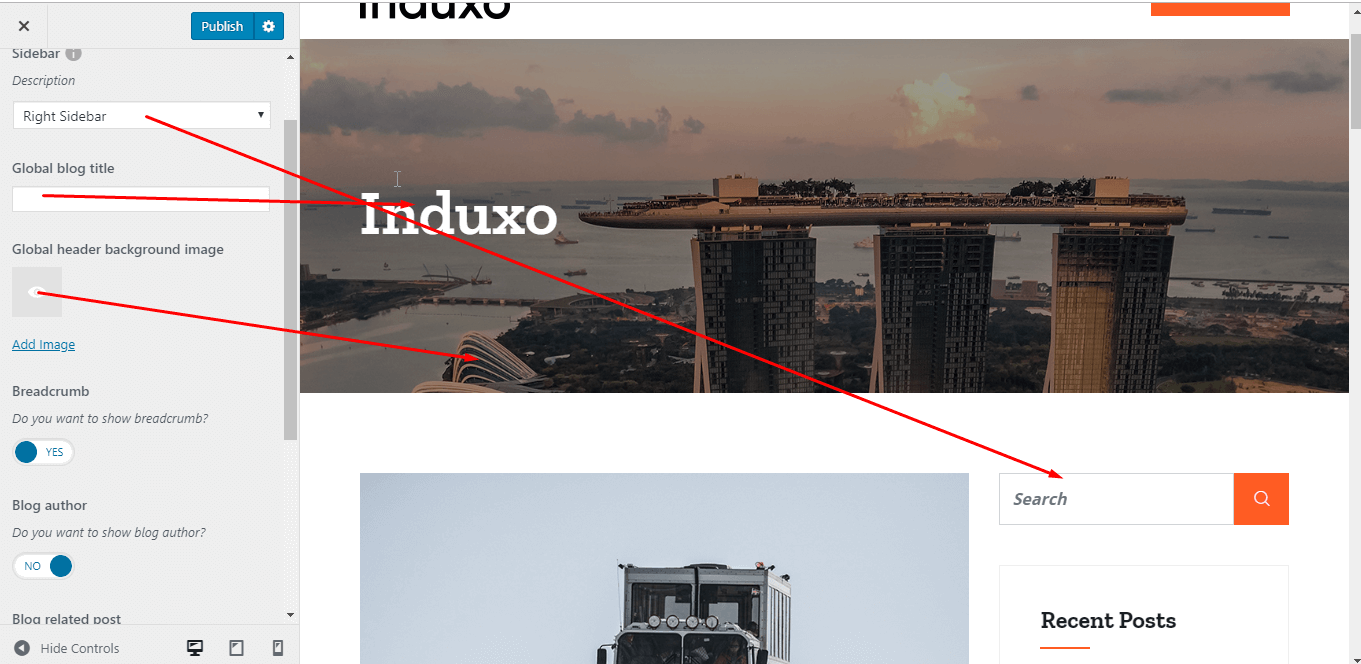 Publish
Sidebar
Description
Right Sidebar
Global blog title
Global header background image
Add Image
Breadcrumb
Do you want to show breadcrumb?
YES
Blog author
Do you want to show blog author?
NO
Blog related post
Hide Controls
Induxo
Induxo
Search
Recent Posts